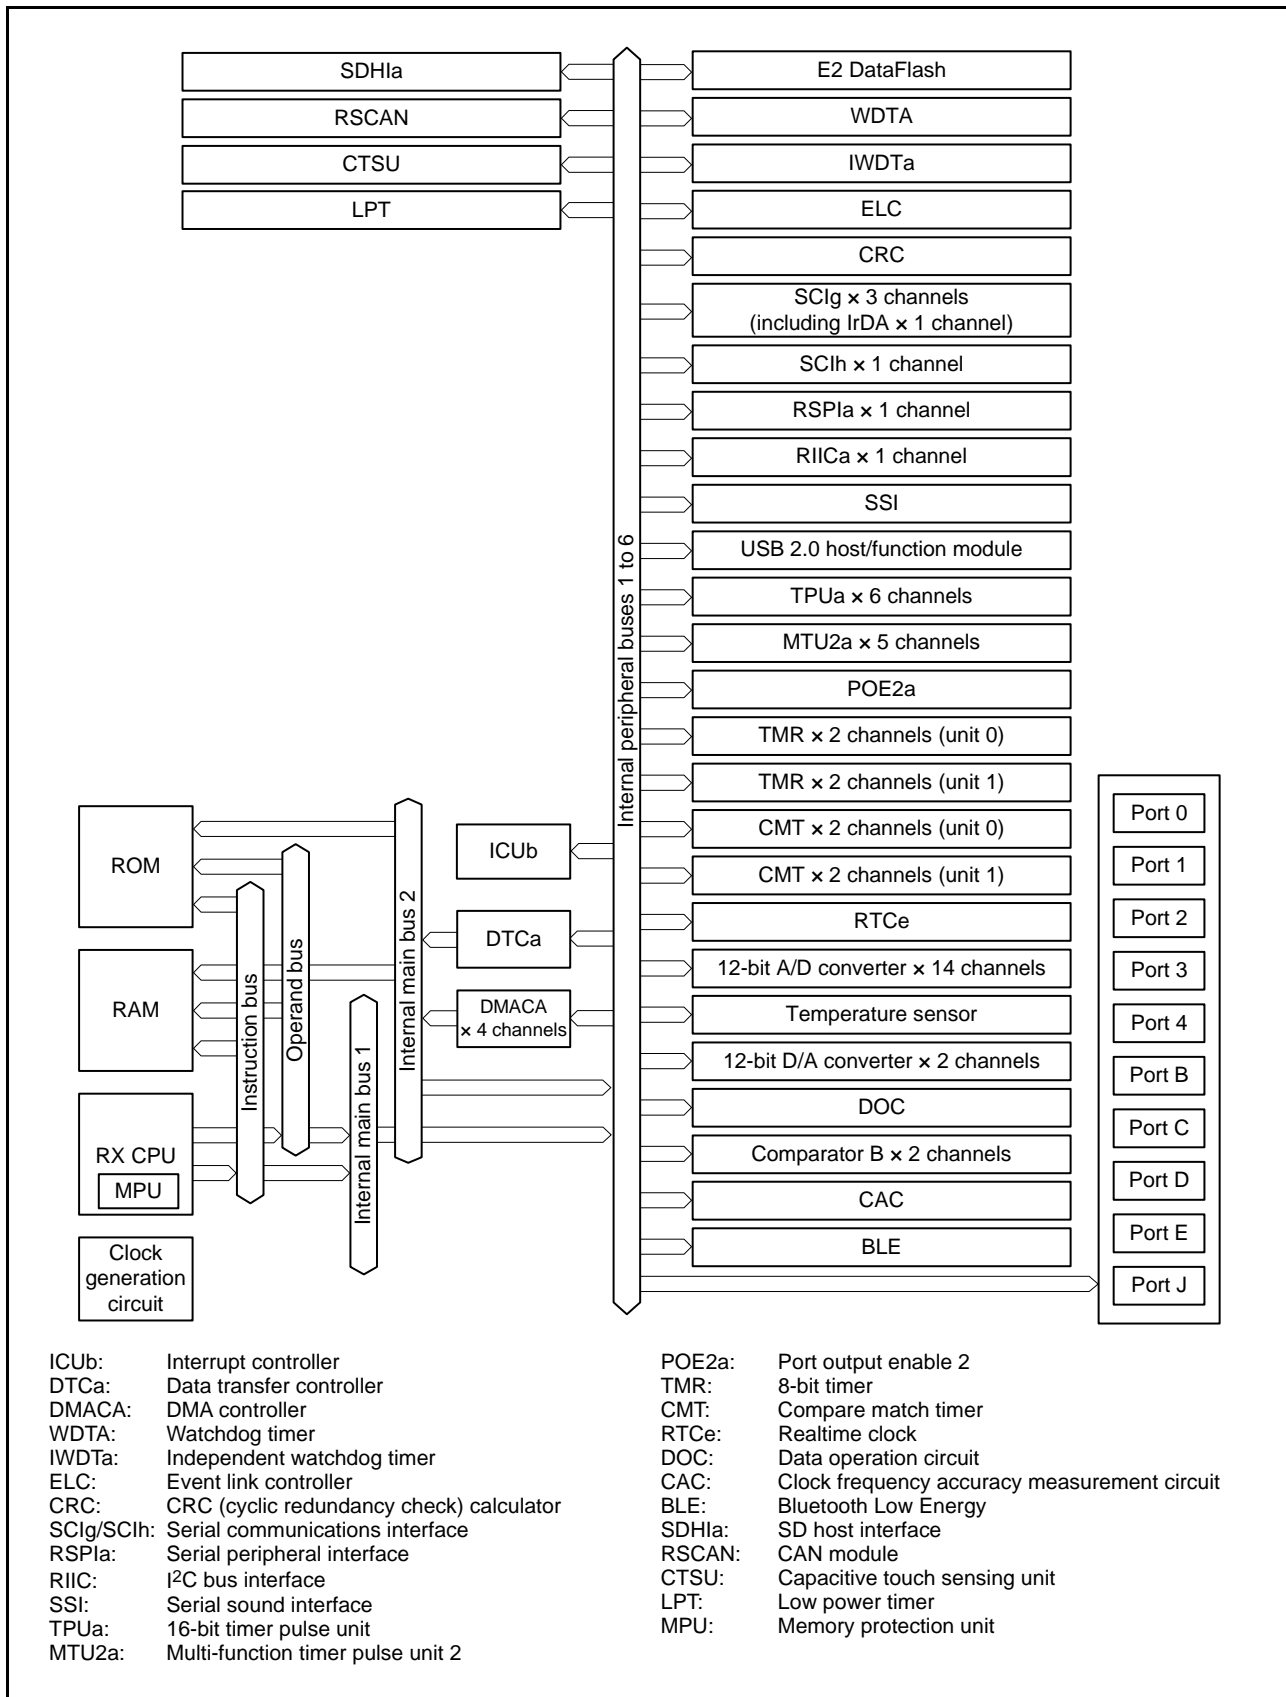 SDHIa
RSCAN
CTSU
LPT
E2 DataFlash
WDTA
IWDTa
ELC
CRC
SCIg × 3 channels
(including IrDA × 1 channel)
SCIh × 1 channel
RSPIa × 1 channel
RIICa × 1 channel
SSI
USB 2.0 host/function module
TPUa × 6 channels
MTU2a × 5 channels
POE2a
TMR × 2 channels (unit 0)
TMR × 2 channels (unit 1)
CMT × 2 channels (unit 0)
CMT × 2 channels (unit 1)
RTCe
12-bit A/D converter × 14 channels
Temperature sensor
12-bit D/A converter × 2 channels
DOC
Comparator B × 2 channels
CAC
BLE
Internal peripheral buses 1 to 6
Port 0
Port 1
Port 2
Port 3
Port 4
Port B
Port C
Port D
Port E
Port J
ROM
RAM
RX CPU
MPU
Clock
generation
circuit
Instruction bus
Operand bus
Internal main bus 1
Internal main bus 2
ICUb
DTCa
DMACA
× 4 channels
ICUb: Interrupt controller
DTCa: Data transfer controller
DMACA: DMA controller
WDTA: Watchdog timer
IWDTa: Independent watchdog timer
ELC: Event link controller
CRC: CRC (cyclic redundancy check) calculator
SCIg/SCIh: Serial communications interface
RSPIa: Serial peripheral interface
RIIC: I²C bus interface
SSI: Serial sound interface
TPUa: 16-bit timer pulse unit
MTU2a: Multi-function timer pulse unit 2
POE2a: Port output enable 2
TMR: 8-bit timer
CMT: Compare match timer
RTCe: Realtime clock
DOC: Data operation circuit
CAC: Clock frequency accuracy measurement circuit
BLE: Bluetooth Low Energy
SDHIa: SD host interface
RSCAN: CAN module
CTSU: Capacitive touch sensing unit
LPT: Low power timer
MPU: Memory protection unit